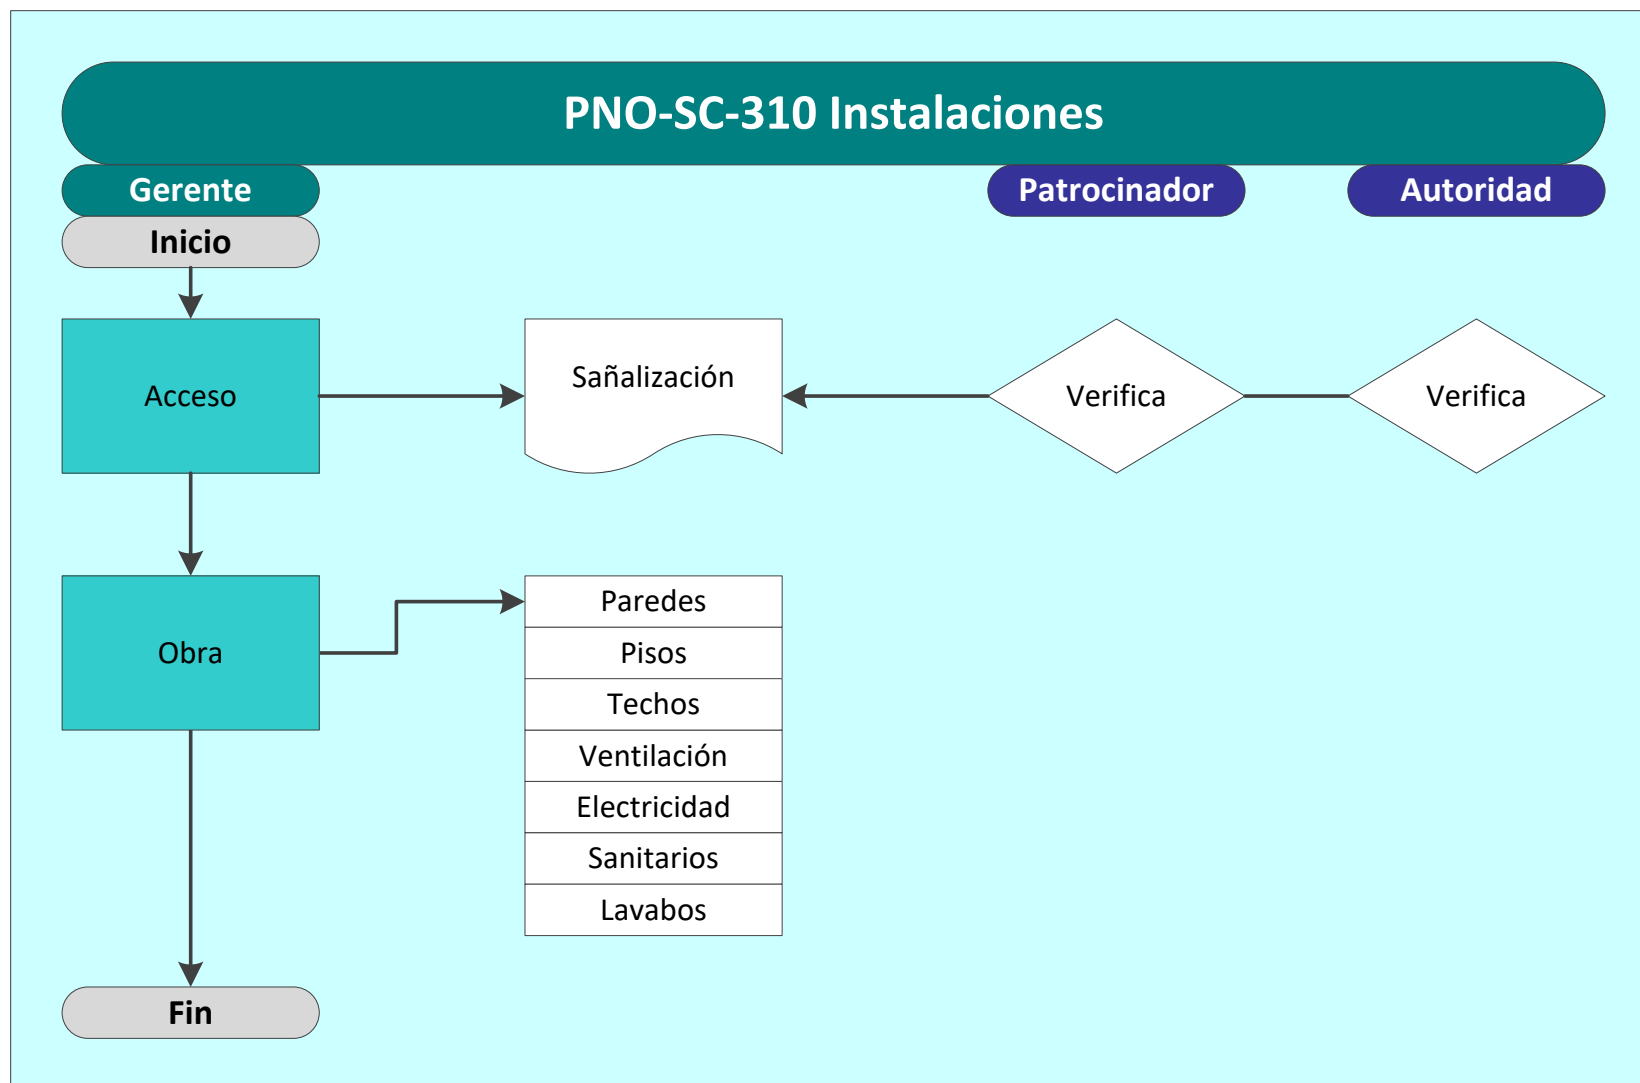 PNO-SC-310 Instalaciones
Gerente
Patrocinador
Autoridad
Inicio
Acceso
Sañalización
Verifica
Verifica
Obra
Paredes
Pisos
Techos
Ventilación
Electricidad
Sanitarios
Lavabos
Fin